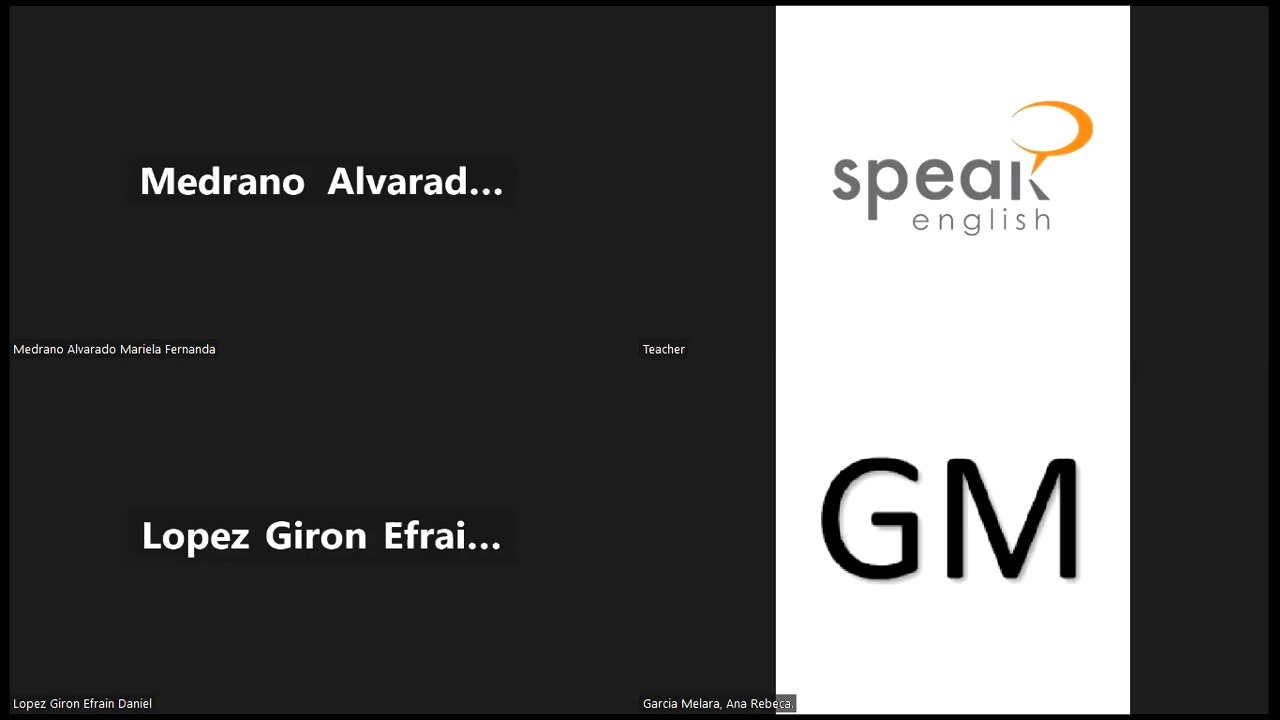 Medrano Alvarad...
Medrano Alvarado Mariela Fernanda
speak
english
Teacher
Lopez Giron Efrai...
Lopez Giron Efrain Daniel
GM
Garcia Melara, Ana Rebeca.